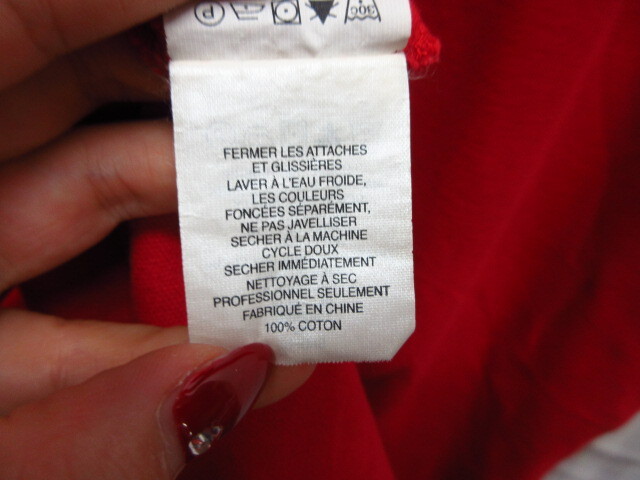 FERMER LES ATTACHES
ET GLISSIÈRES
LAVER À L'EAU FROIDE,
LES COULEURS
FONCÉES SÉPARÉMENT,
NE PAS JAVELLISER
SECHER À LA MACHINE
CYCLE DOUX
SECHER IMMÉDIATEMENT
NETTOYAGE À SEC
PROFESSIONNEL SEULEMENT
FABRIQUÉ EN CHINE
100% COTON